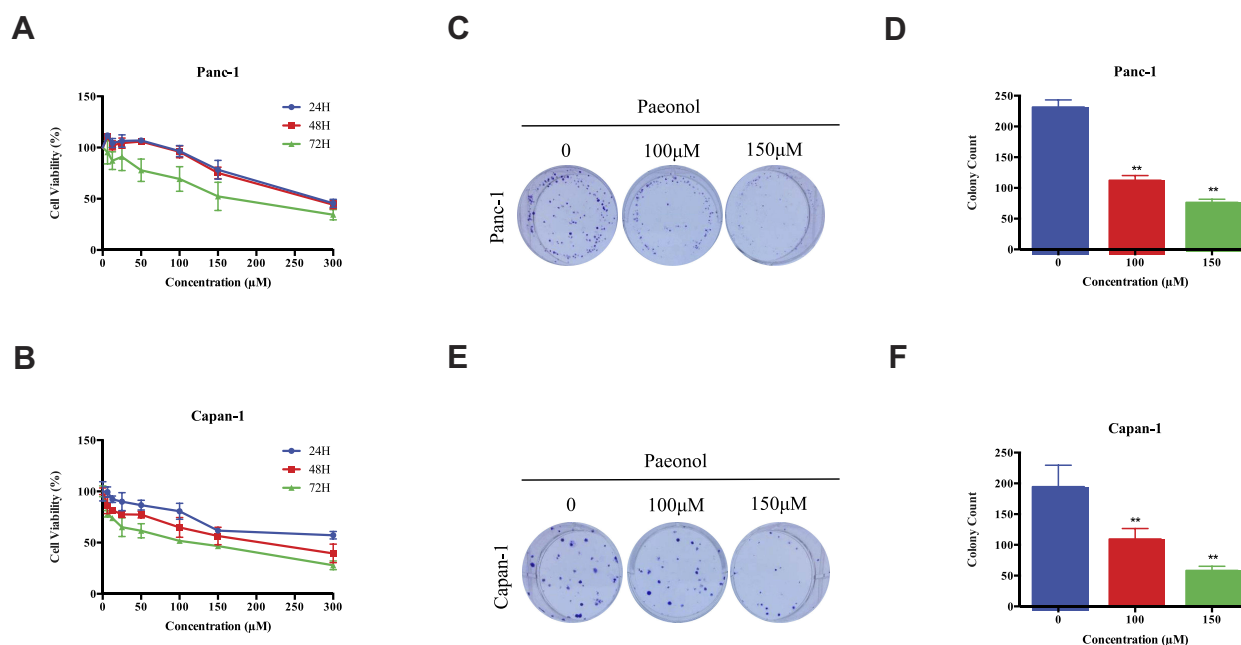 A
Panc-1
Cell Viability (%)
150
100
50
0
0 50 100 150 200 250 300
Concentration (µM)
24H
48H
72H
C
Paeonol
0 100µM 150µM
Panc-1
D
Panc-1
Colony Count
250
200
150
100
50
0
** **
0 100 150
Concentration (µM)
B
Capan-1
Cell Viability (%)
150
100
50
0
0 50 100 150 200 250 300
Concentration (µM)
24H
48H
72H
E
Paeonol
0 100µM 150µM
Capan-1
F
Capan-1
Colony Count
250
200
150
100
50
0
** **
0 100 150
Concentration (µM)